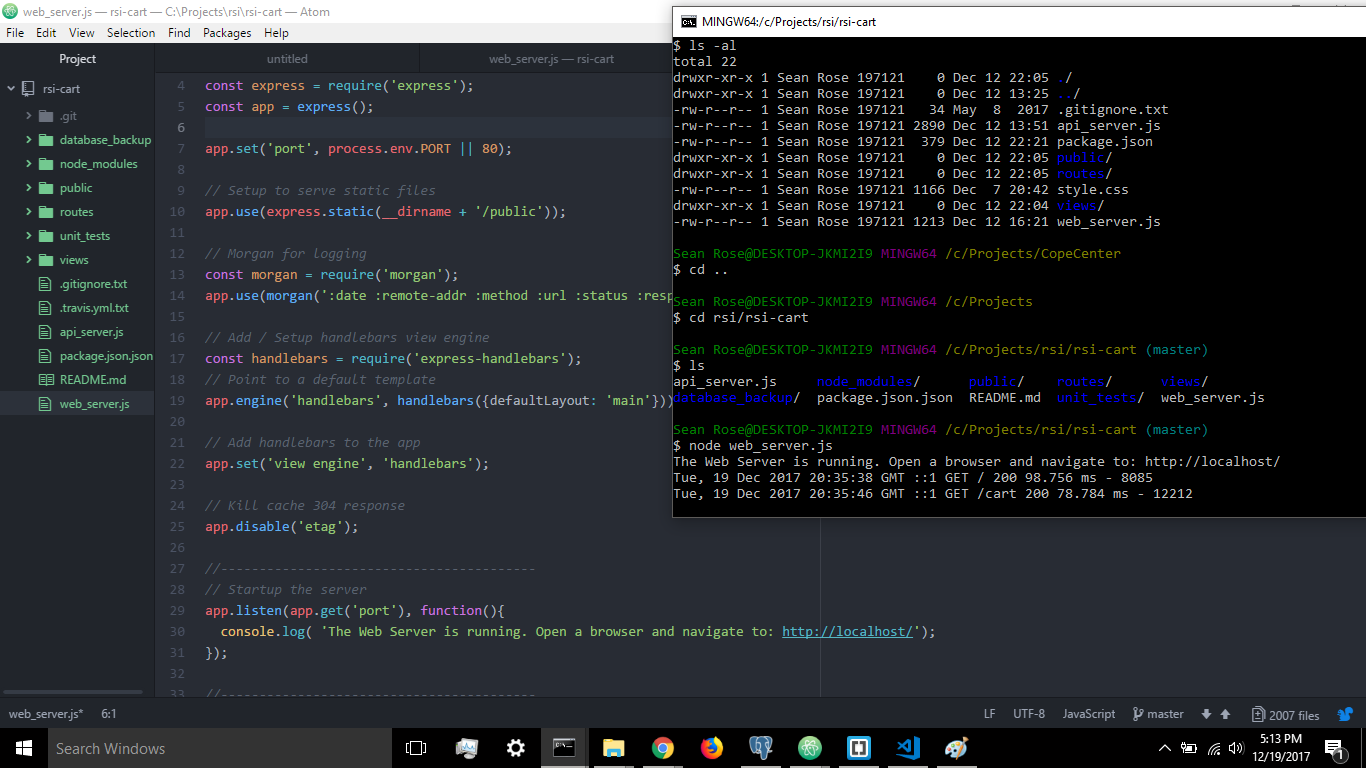 web_server.js — rsi-cart — C:\Projects\rsi\rsi-cart — Atom
File Edit View Selection Find Packages Help
Project
rsi-cart
.git
database_backup
node_modules
public
routes
unit_tests
views
.gitignore.txt
.travis.yml.txt
api_server.js
package.json.json
README.md
web_server.js
untitled
web_server.js — rsi-cart
4 const express = require('express');
5 const app = express();
6
7 app.set('port', process.env.PORT || 80);
8
9 // Setup to serve static files
10 app.use(express.static(__dirname + '/public'));
11
12 // Morgan for logging
13 const morgan = require('morgan');
14 app.use(morgan(':date :remote-addr :method :url :status :resp
15
16 // Add / Setup handlebars view engine
17 const handlebars = require('express-handlebars');
18 // Point to a default template
19 app.engine('handlebars', handlebars({defaultLayout: 'main'}))
20
21 // Add handlebars to the app
22 app.set('view engine', 'handlebars');
23
24 // Kill cache 304 response
25 app.disable('etag');
26
27 //-----------------------------------------
28 // Startup the server
29 app.listen(app.get('port'), function(){
30 console.log( 'The Web Server is running. Open a browser and navigate to: http://localhost/');
31 });
32
33 //-----------------------------------------
MINGW64:/c/Projects/rsi/rsi-cart
$ ls -al
total 22
drwxr-xr-x 1 Sean Rose 197121 0 Dec 12 22:05 ./
drwxr-xr-x 1 Sean Rose 197121 0 Dec 12 13:25 ../
-rw-r--r-- 1 Sean Rose 197121 34 May 8 2017 .gitignore.txt
-rw-r--r-- 1 Sean Rose 197121 2890 Dec 12 13:51 api_server.js
-rw-r--r-- 1 Sean Rose 197121 379 Dec 12 22:21 package.json
drwxr-xr-x 1 Sean Rose 197121 0 Dec 12 22:05 public/
drwxr-xr-x 1 Sean Rose 197121 0 Dec 12 22:05 routes/
-rw-r--r-- 1 Sean Rose 197121 1166 Dec 7 20:42 style.css
drwxr-xr-x 1 Sean Rose 197121 0 Dec 12 22:04 views/
-rw-r--r-- 1 Sean Rose 197121 1213 Dec 12 16:21 web_server.js
Sean Rose@DESKTOP-JKMI2I9 MINGW64 /c/Projects/CopeCenter
$ cd ..
Sean Rose@DESKTOP-JKMI2I9 MINGW64 /c/Projects
$ cd rsi/rsi-cart
Sean Rose@DESKTOP-JKMI2I9 MINGW64 /c/Projects/rsi/rsi-cart (master)
$ ls
api_server.js node_modules/ public/ routes/ views/
database_backup/ package.json.json README.md unit_tests/ web_server.js
Sean Rose@DESKTOP-JKMI2I9 MINGW64 /c/Projects/rsi/rsi-cart (master)
$ node web_server.js
The Web Server is running. Open a browser and navigate to: http://localhost/
Tue, 19 Dec 2017 20:35:38 GMT ::1 GET / 200 98.756 ms - 8085
Tue, 19 Dec 2017 20:35:46 GMT ::1 GET /cart 200 78.784 ms - 12212
web_server.js* 6:1 LF UTF-8 JavaScript master 2007 files
Search Windows
5:13 PM
12/19/2017
1